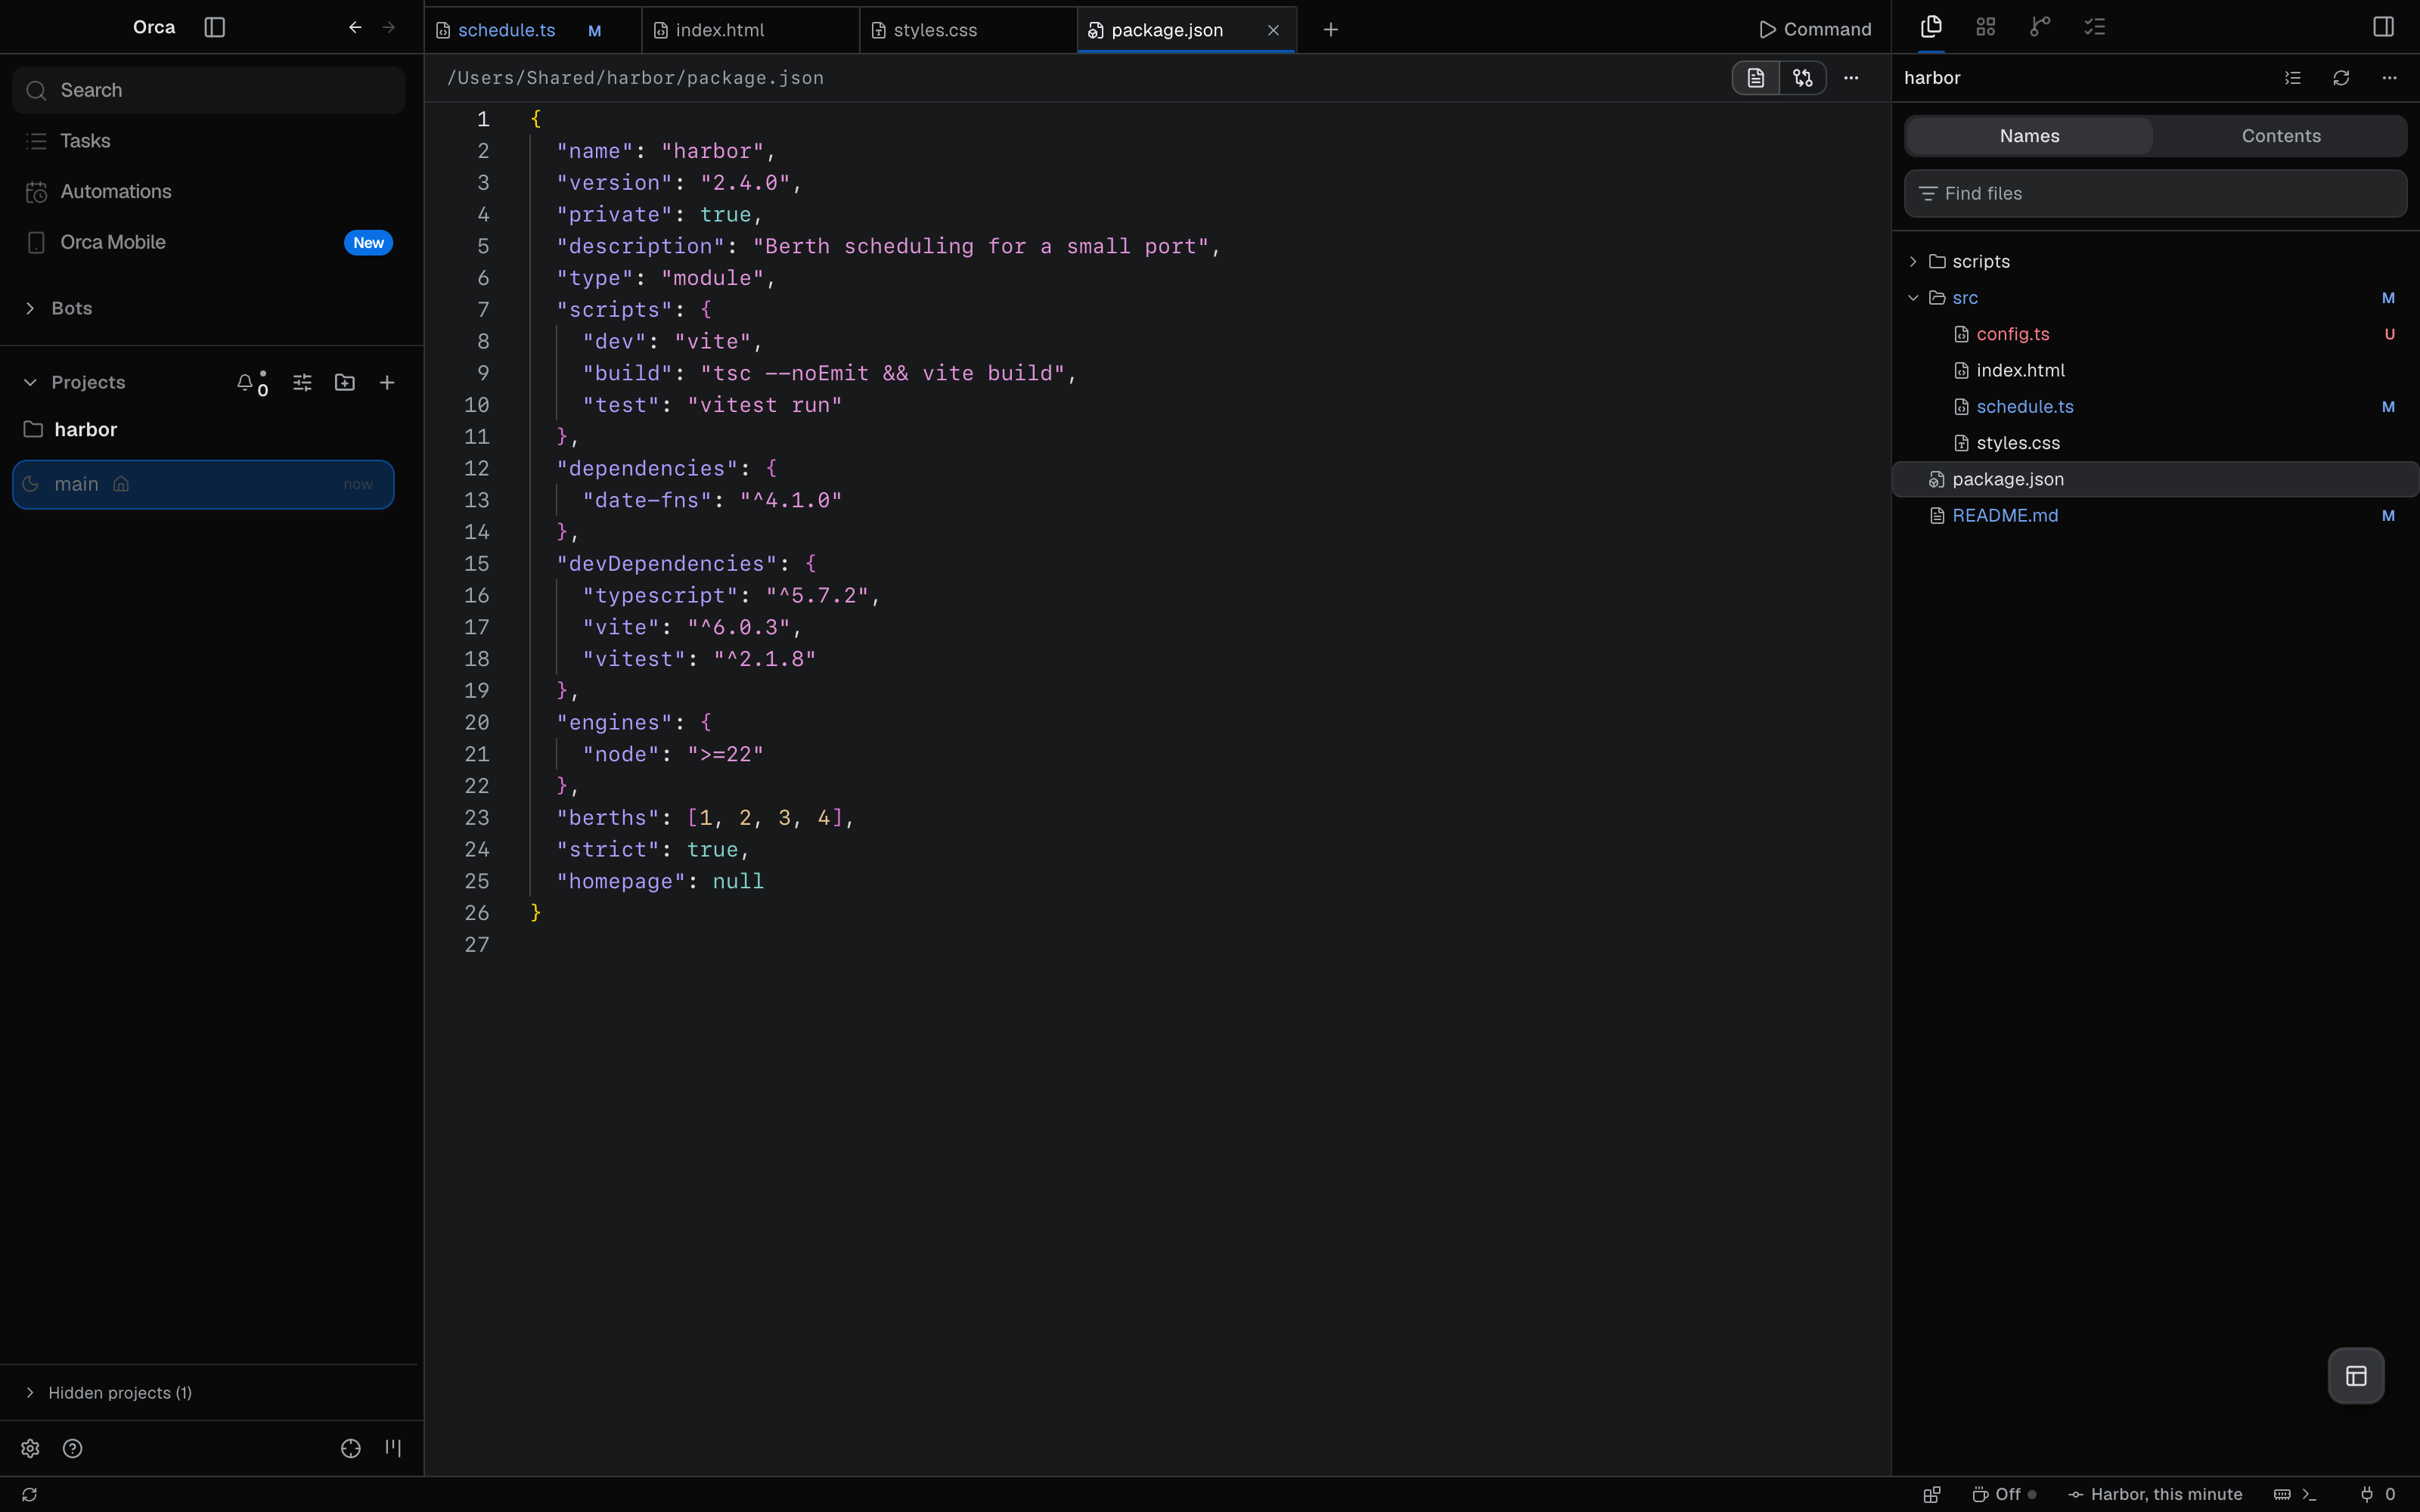 Orca
Search
Tasks
Automations
Orca Mobile
New
Bots
Projects
0
harbor
main
now
Hidden projects (1)
schedule.ts M
index.html
styles.css
package.json
Command
/Users/Shared/harbor/package.json
1 {
2 "name": "harbor",
3 "version": "2.4.0",
4 "private": true,
5 "description": "Berth scheduling for a small port",
6 "type": "module",
7 "scripts": {
8 "dev": "vite",
9 "build": "tsc --noEmit && vite build",
10 "test": "vitest run"
11 },
12 "dependencies": {
13 "date-fns": "^4.1.0"
14 },
15 "devDependencies": {
16 "typescript": "^5.7.2",
17 "vite": "^6.0.3",
18 "vitest": "^2.1.8"
19 },
20 "engines": {
21 "node": ">=22"
22 },
23 "berths": [1, 2, 3, 4],
24 "strict": true,
25 "homepage": null
26 }
27
harbor
Names
Contents
Find files
scripts
src M
config.ts U
index.html
schedule.ts M
styles.css
package.json
README.md M
Off
Harbor, this minute
0